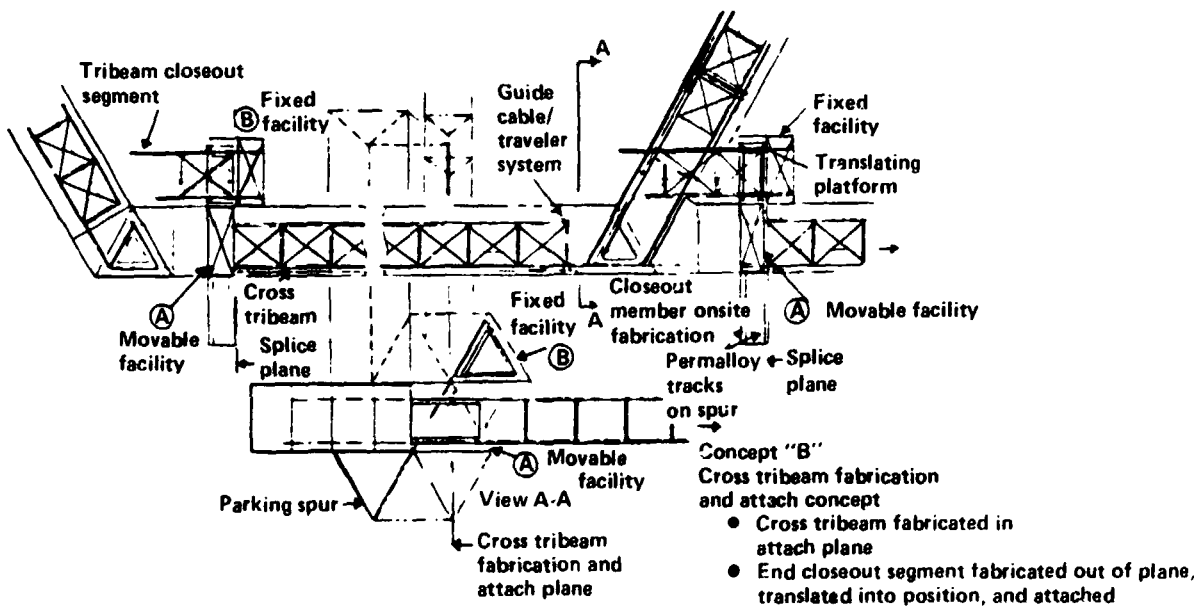 Tribeam closeout
segment
B Fixed
facility
Guide
cable/
traveler
system
A
Fixed
facility
Translating
platform
A
Movable
facility
Cross
tribeam
Splice
plane
Fixed
facility
B
A
Closeout
member onsite
fabrication
A Movable facility
Permalloy
tracks
on spur
Splice
plane
A Movable
facility
Parking spur
View A-A
Cross tribeam
fabrication and
attach plane
Concept "B"
Cross tribeam fabrication
and attach concept
● Cross tribeam fabricated in
attach plane
● End closeout segment fabricated out of plane,
translated into position, and attached